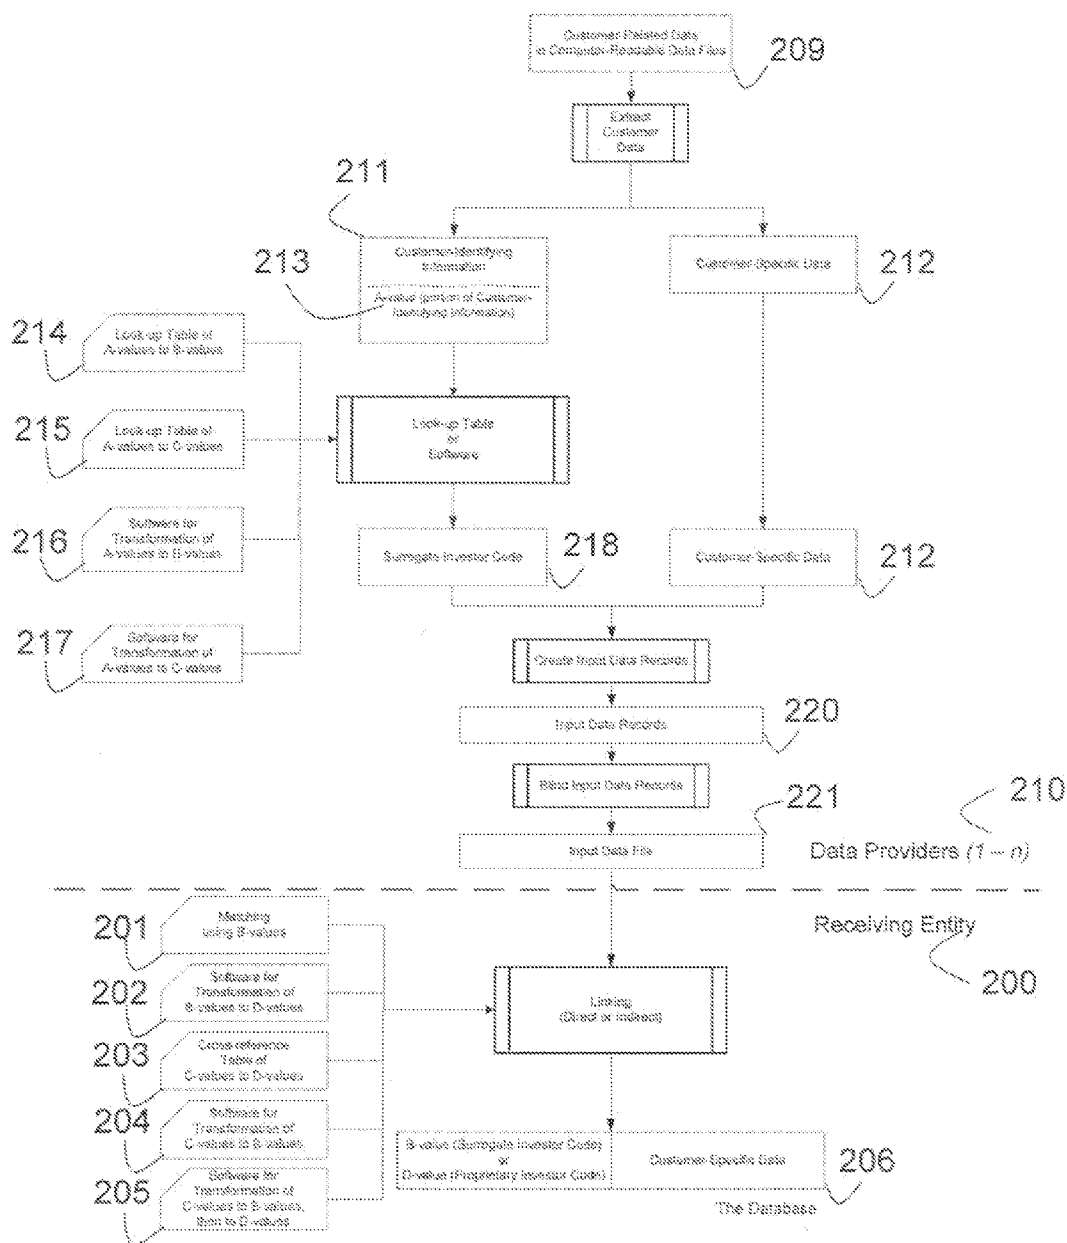 Customer-Related Data
in Computer-Readable Data Files
209
Extract
Customer
Data
211
Customer-Identifying
Information
213
A-value (portion of Customer-
Identifying Information)
Customer-Specific Data
212
214
Look-up Table of
A-values to B-values
215
Look-up Table of
A-values to C-values
Look-up Table
or
Software
216
Software for
Transformation of
A-values to B-values
217
Software for
Transformation of
A-values to C-values
Surrogate Investor Code
218
Customer-Specific Data
212
Create Input Data Records
Input Data Records
220
Blind Input Data Records
221
Input Data File
210
Data Providers (1 – n)
Receiving Entity
200
201
Matching
using B-values
202
Software for
Transformation of
B-values to D-values
203
Cross-reference
Table of
C-values to D-values
204
Software for
Transformation of
C-values to B-values
205
Software for
Transformation of
C-values to B-values,
then to D-values
Linking
(Direct or Indirect)
B-value (Surrogate Investor Code)
or
D-value (Proprietary Investor Code)
Customer-Specific Data
206
The Database